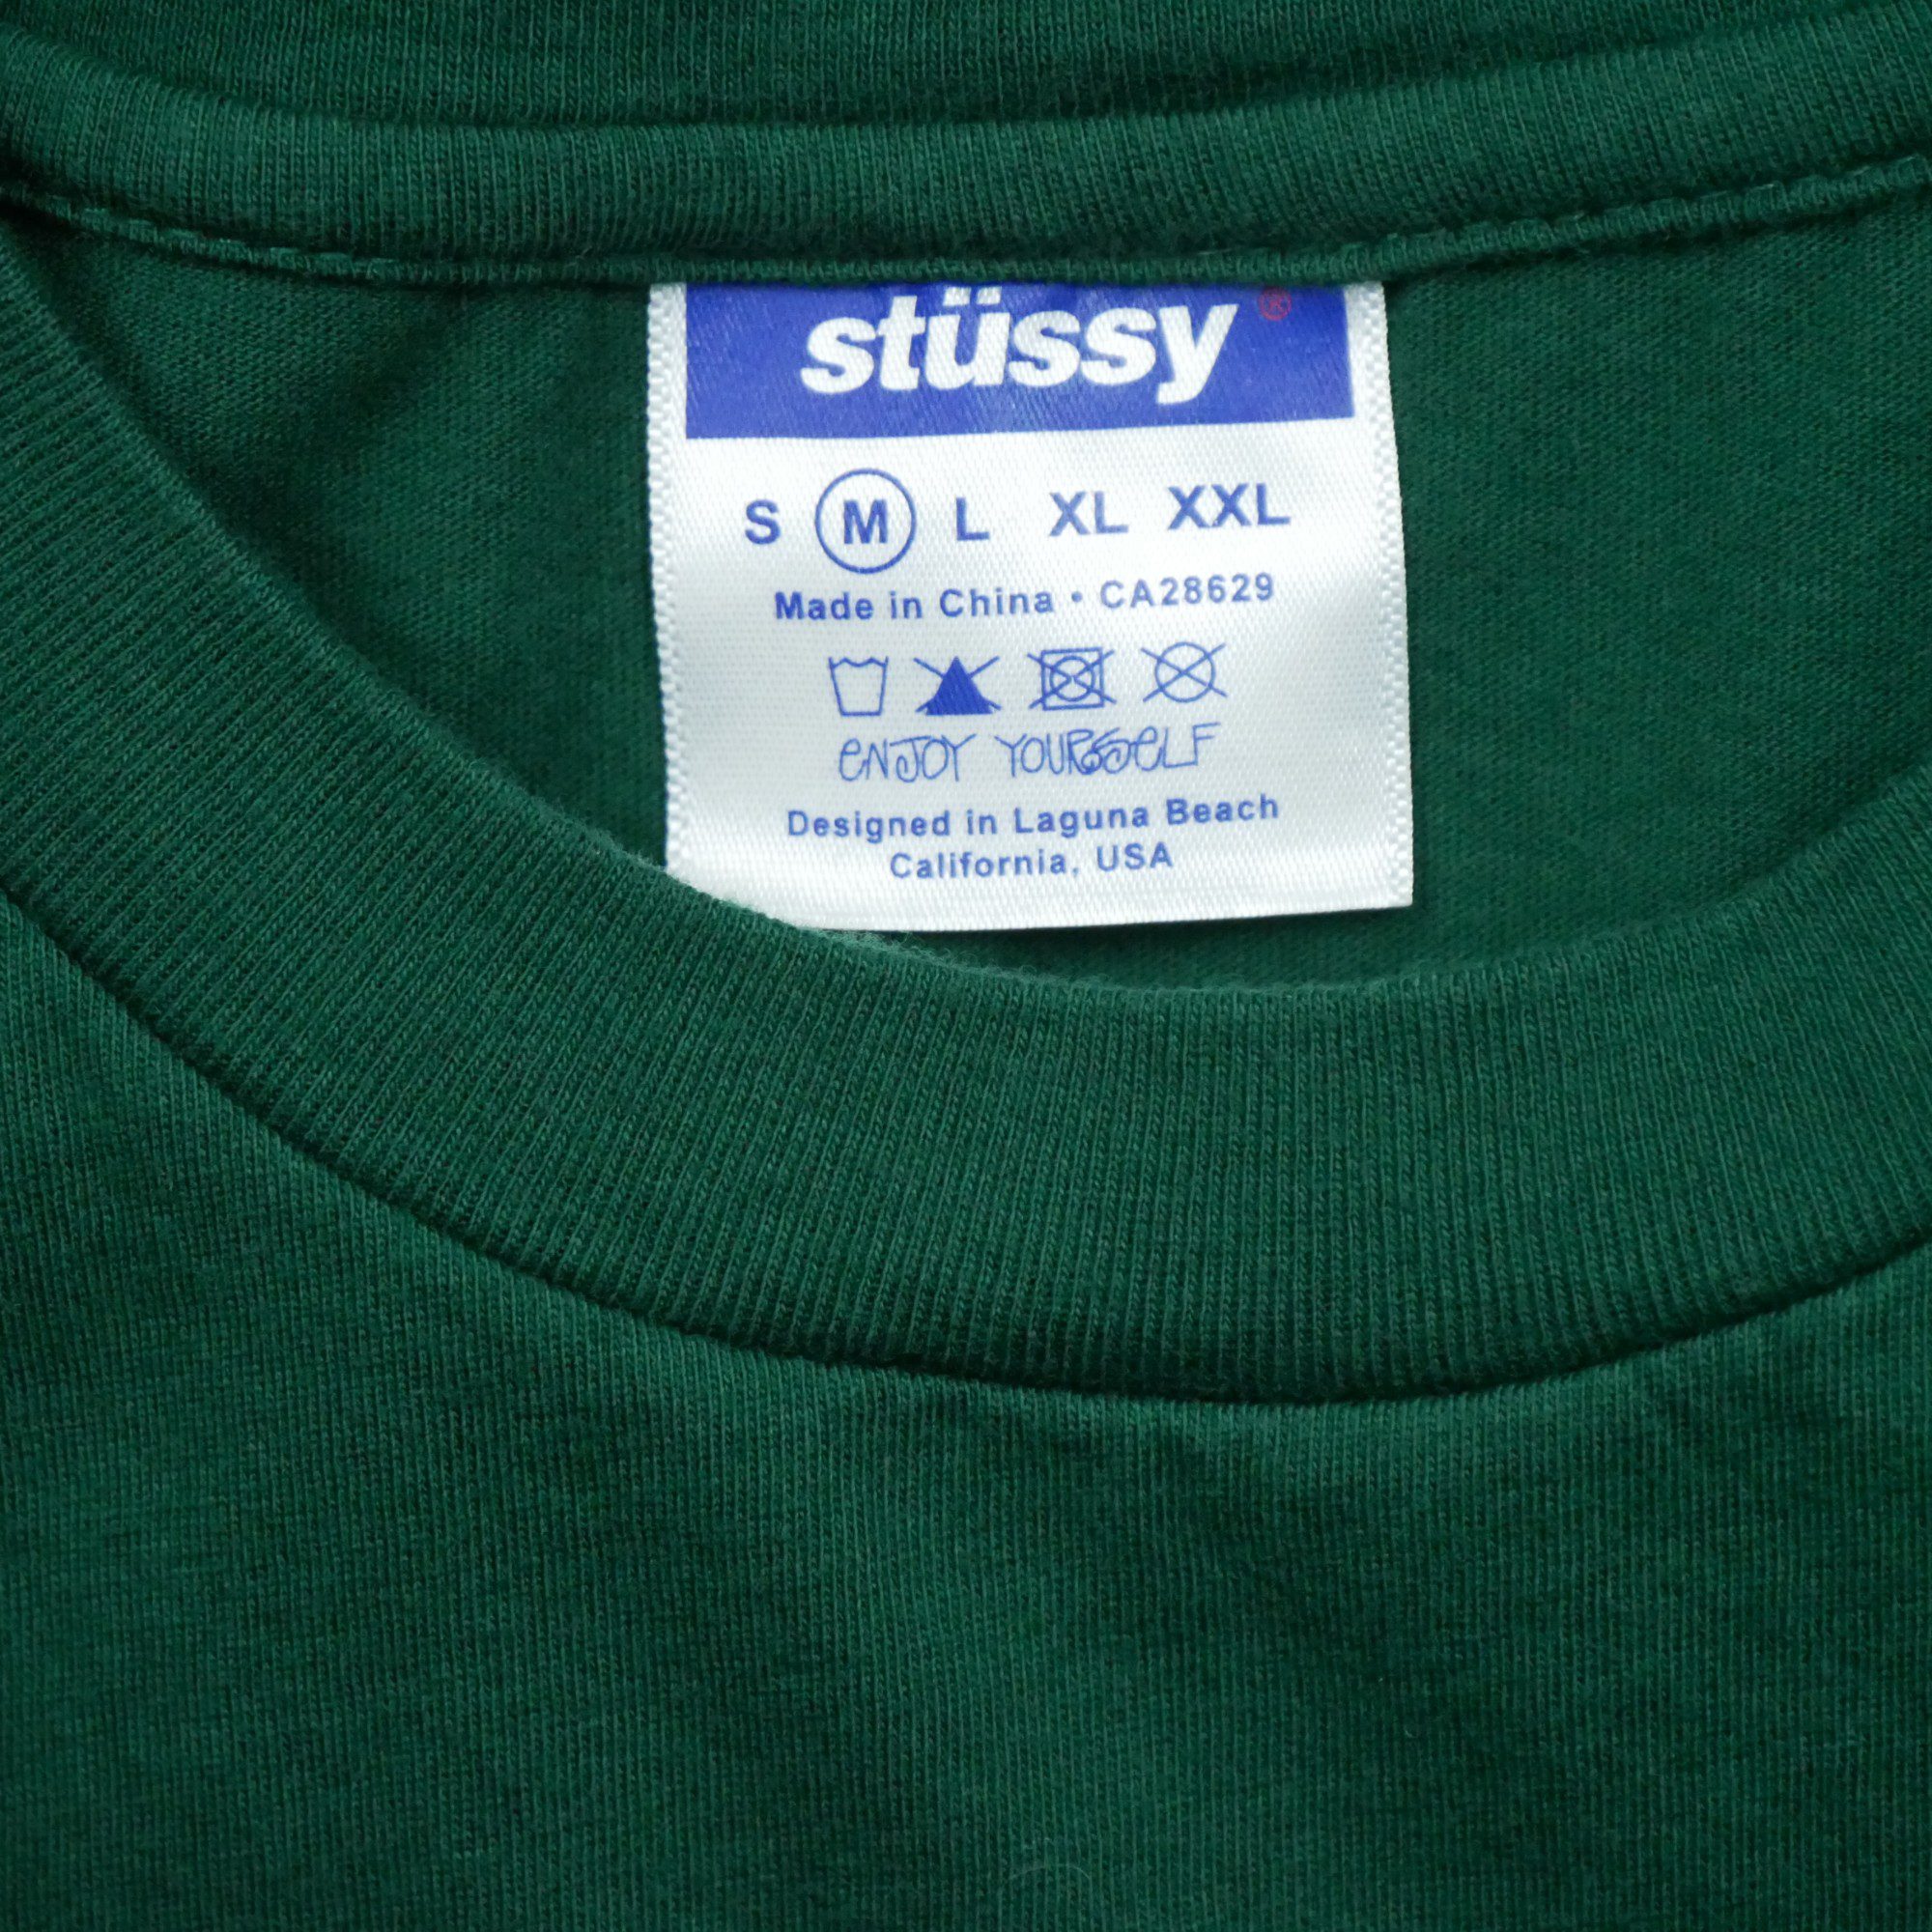 stüssy ®
S M L XL XXL
Made in China • CA28629
ENJOY YOURSELF
Designed in Laguna Beach
California, USA